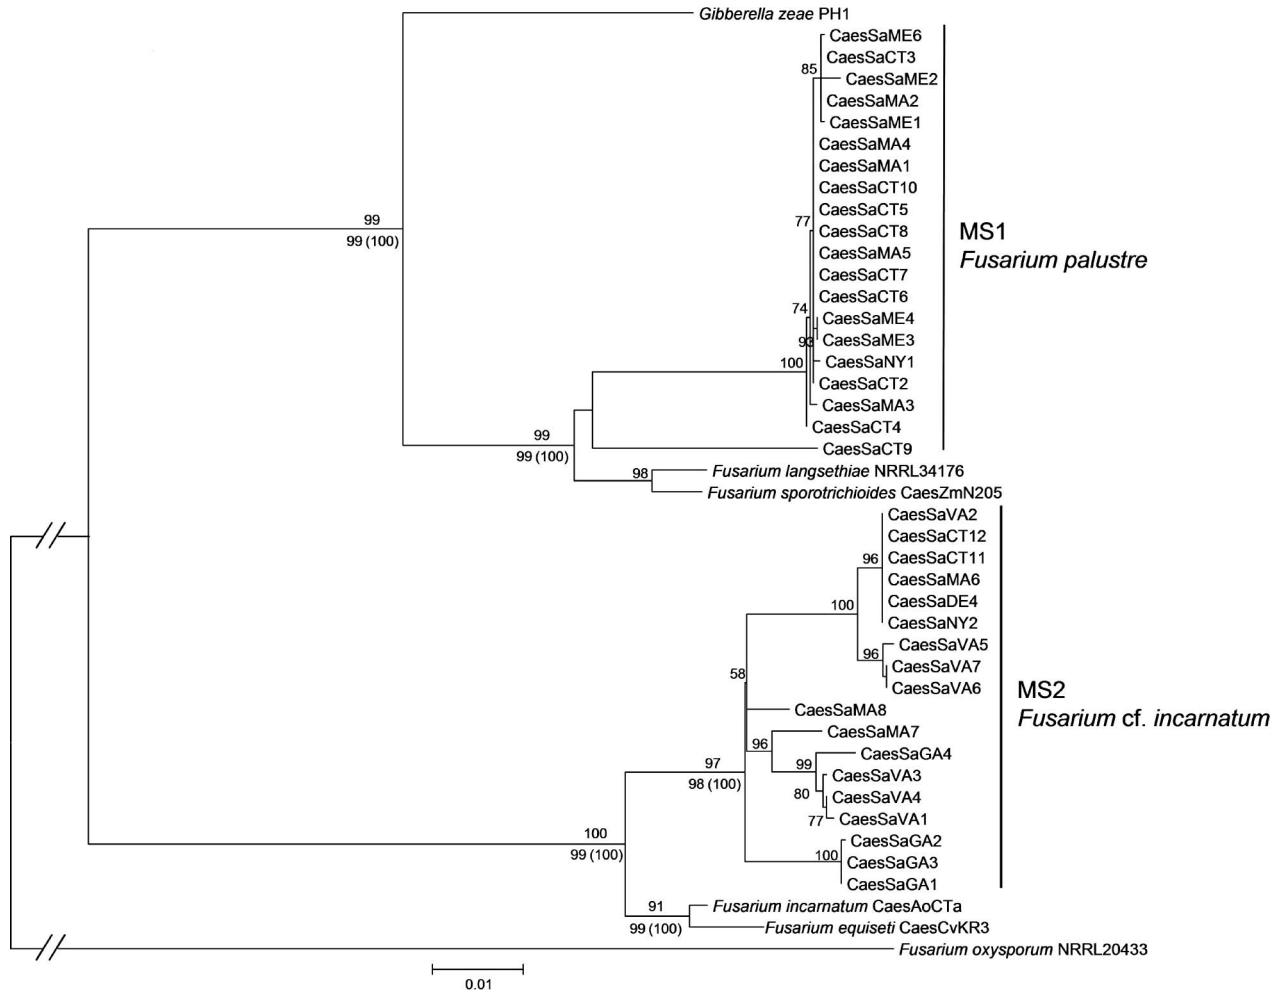 Gibberella zeae PH1
CaesSaME6
CaesSaCT3
85
CaesSaME2
CaesSaMA2
CaesSaME1
CaesSaMA4
CaesSaMA1
CaesSaCT10
CaesSaCT5
99
77
CaesSaCT8
MS1
99 (100)
CaesSaMA5
Fusarium palustre
CaesSaCT7
CaesSaCT6
74
CaesSaME4
93
CaesSaME3
100
CaesSaNY1
CaesSaCT2
CaesSaMA3
CaesSaCT4
99
CaesSaCT9
99 (100)
98
Fusarium langsethiae NRRL34176
Fusarium sporotrichioides CaesZmN205
CaesSaVA2
CaesSaCT12
96
CaesSaCT11
CaesSaMA6
100
CaesSaDE4
CaesSaNY2
CaesSaVA5
96
CaesSaVA7
58
CaesSaVA6
MS2
CaesSaMA8
Fusarium cf. incarnatum
CaesSaMA7
96
CaesSaGA4
97
99
CaesSaVA3
98 (100)
80
CaesSaVA4
77
CaesSaVA1
100
CaesSaGA2
99 (100)
100
CaesSaGA3
CaesSaGA1
91
Fusarium incarnatum CaesAoCTa
99 (100)
Fusarium equiseti CaesCvKR3
Fusarium oxysporum NRRL20433
0.01